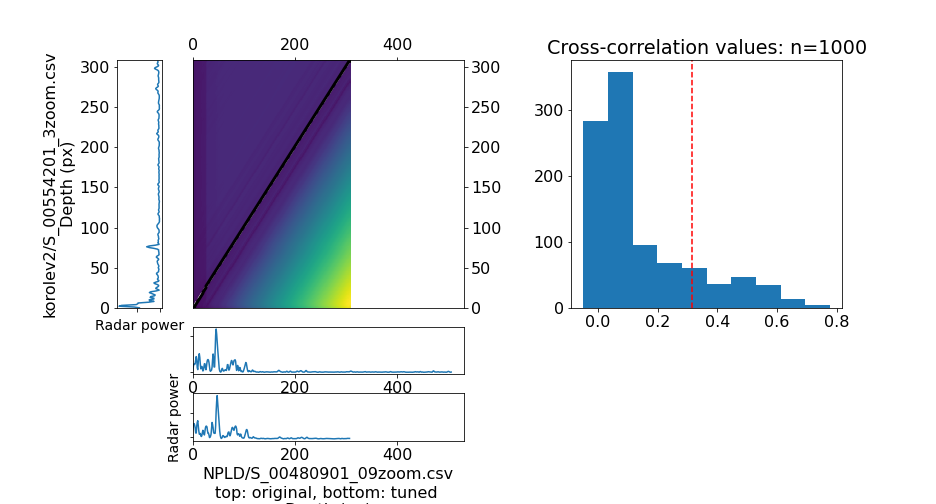 Cross-correlation values: n=1000
0 200 400
korolev2/S_00554201_3zoom.csv
Depth (px)
300
250
200
150
100
50
0
300
250
200
150
100
50
0
300
200
100
0
0.0 0.2 0.4 0.6 0.8
Radar power
0 200 400
Radar power
0 200 400
NPLD/S_00480901_09zoom.csv
top: original, bottom: tuned